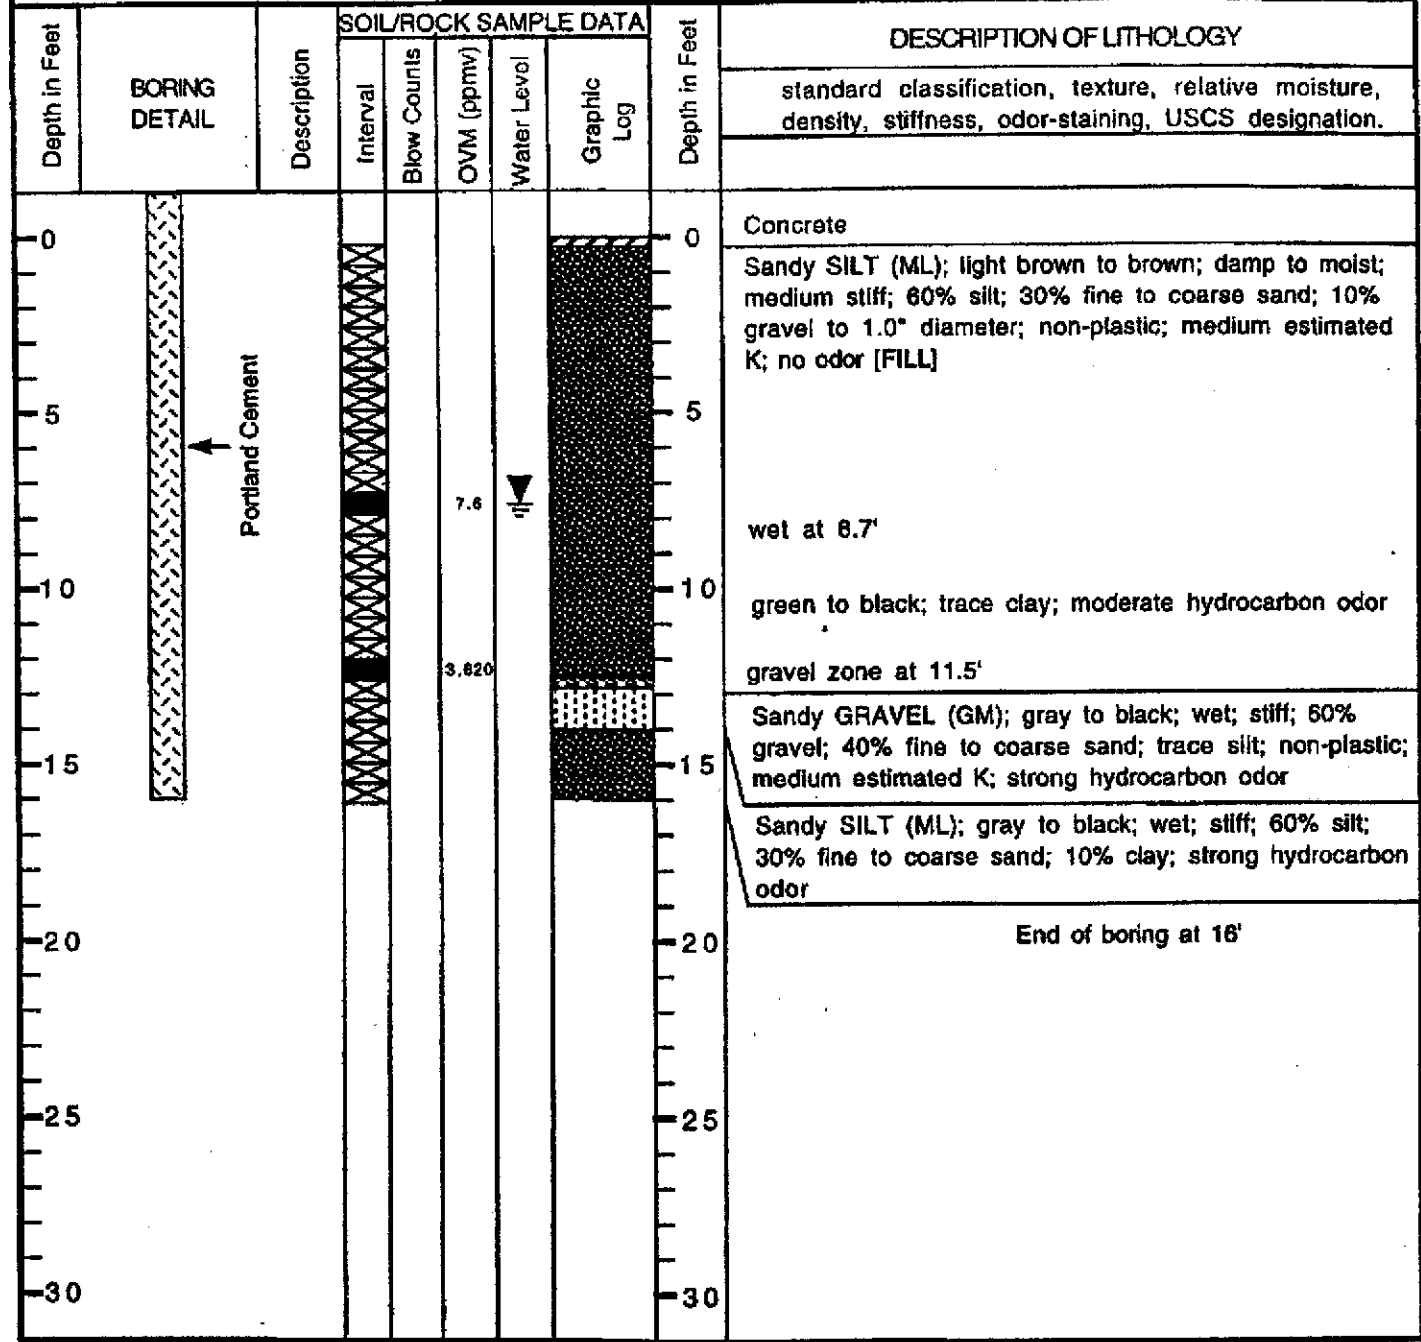 SOIL/ROCK SAMPLE DATA
Depth in Feet
BORING
DETAIL
Description
Interval
Blow Counts
OVM (ppmv)
Water Level
Graphic
Log
Depth in Feet
DESCRIPTION OF LITHOLOGY
standard classification, texture, relative moisture,
density, stiffness, odor-staining, USCS designation.
0
5
10
15
20
25
30
Portland Cement
7.6
3,620
0
5
10
15
20
25
30
Concrete
Sandy SILT (ML); light brown to brown; damp to moist;
medium stiff; 60% silt; 30% fine to coarse sand; 10%
gravel to 1.0" diameter; non-plastic; medium estimated
K; no odor [FILL]
wet at
green to black; trace clay; moderate hydrocarbon odor
gravel zone at 11.5'
Sandy GRAVEL (GM); gray to black; wet; stiff; 60%
gravel; 40% fine to coarse sand; trace silt; non-plastic;
medium estimated K; strong hydrocarbon odor
Sandy SILT (ML); gray to black; wet; stiff; 60% silt;
30% fine to coarse sand; 10% clay; strong hydrocarbon
odor
End of boring at 16'